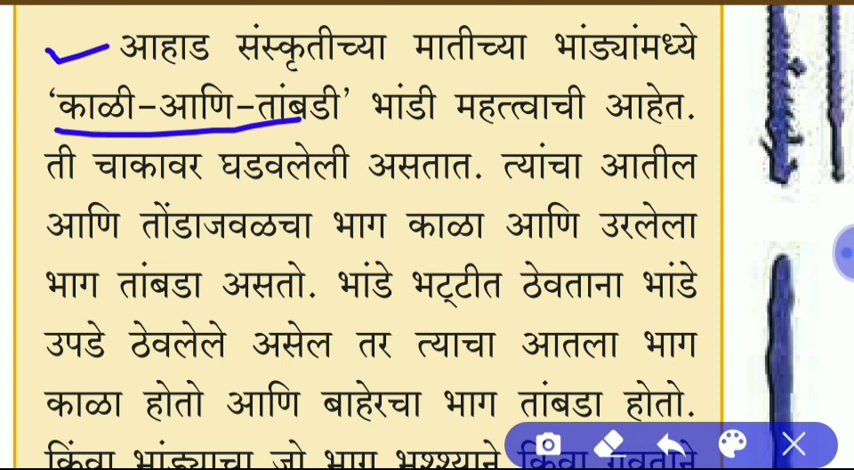 आहाड संस्कृतीच्या मातीच्या भांड्यांमध्ये
‘काळी-आणि-तांबडी’ भांडी महत्त्वाची आहेत.
ती चाकावर घडवलेली असतात. त्यांचा आतील
आणि तोंडाजवळचा भाग काळा आणि उरलेला
भाग तांबडा असतो. भांडे भट्टीत ठेवताना भांडे
उपडे ठेवलेले असेल तर त्याचा आतला भाग
काळा होतो आणि बाहेरचा भाग तांबडा होतो.
किंवा भांड्याचा जो भाग भुश्श्याने किंवा गवताने